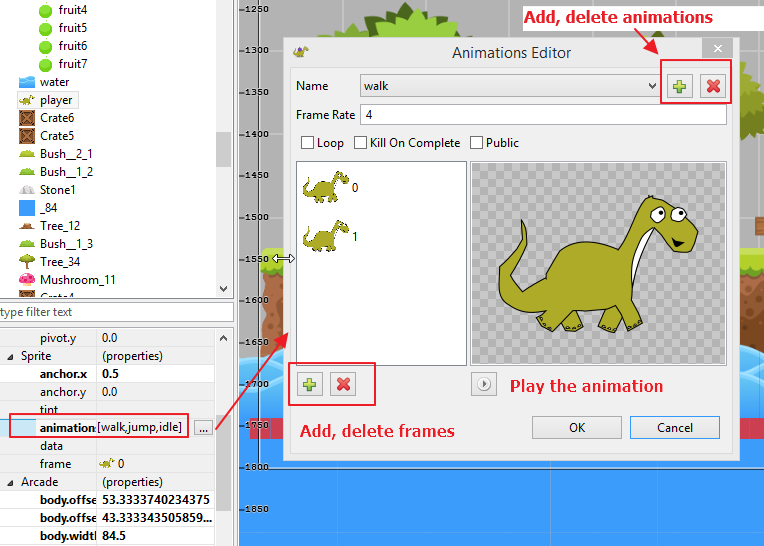 fruit4
fruit5
fruit6
fruit7
water
player
Crate6
Crate5
Bush__2_1
Bush__1_2
Stone1
_84
Tree_12
Bush__1_3
Tree_34
Mushroom_11
Crate4
type filter text
pivot.y 0.0
Sprite (properties)
anchor.x 0.5
anchor.y 0.0
tint
animations [walk,jump,idle] ...
data
frame 0
Arcade (properties)
body.offse 53.3333740234375
body.offse 43.333343505859...
body.width 84.5
-1250
-1300
-1350
-1400
-1450
-1500
-1550
-1600
-1650
-1700
-1750
-1800
-1850
Add, delete animations
Animations Editor
Name walk
Frame Rate 4
Loop Kill On Complete Public
0
1
Play the animation
Add, delete frames
OK Cancel